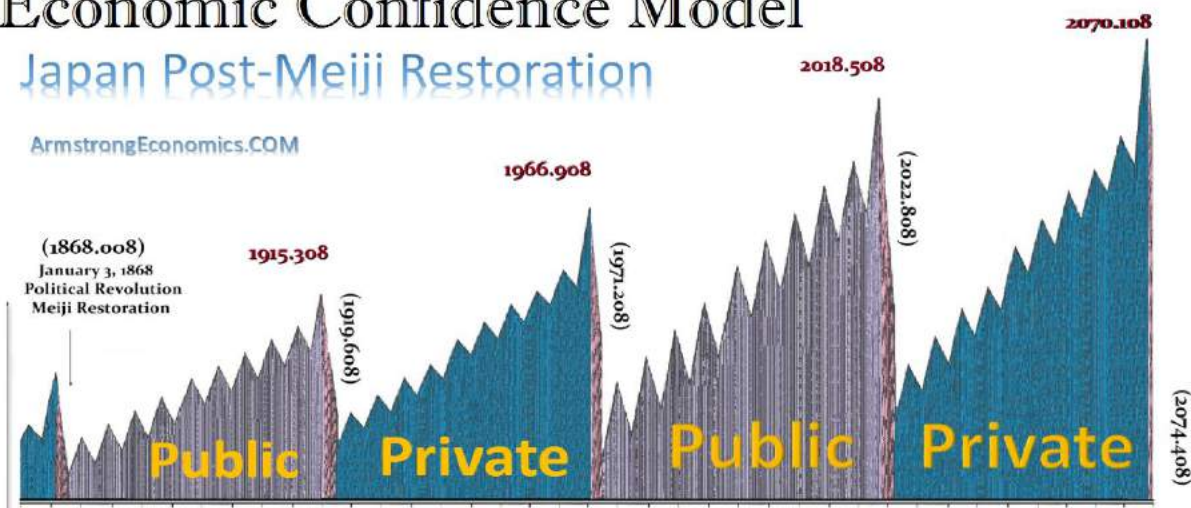 Economic Confidence Model
Japan Post-Meiji Restoration
ArmstrongEconomics.COM
(1868.008)
January 3, 1868
Political Revolution
Meiji Restoration
1915.308
(1919.608)
1966.908
(1971.208)
2018.508
(2022.808)
2070.108
(2074.408)
Public
Private
Public
Private